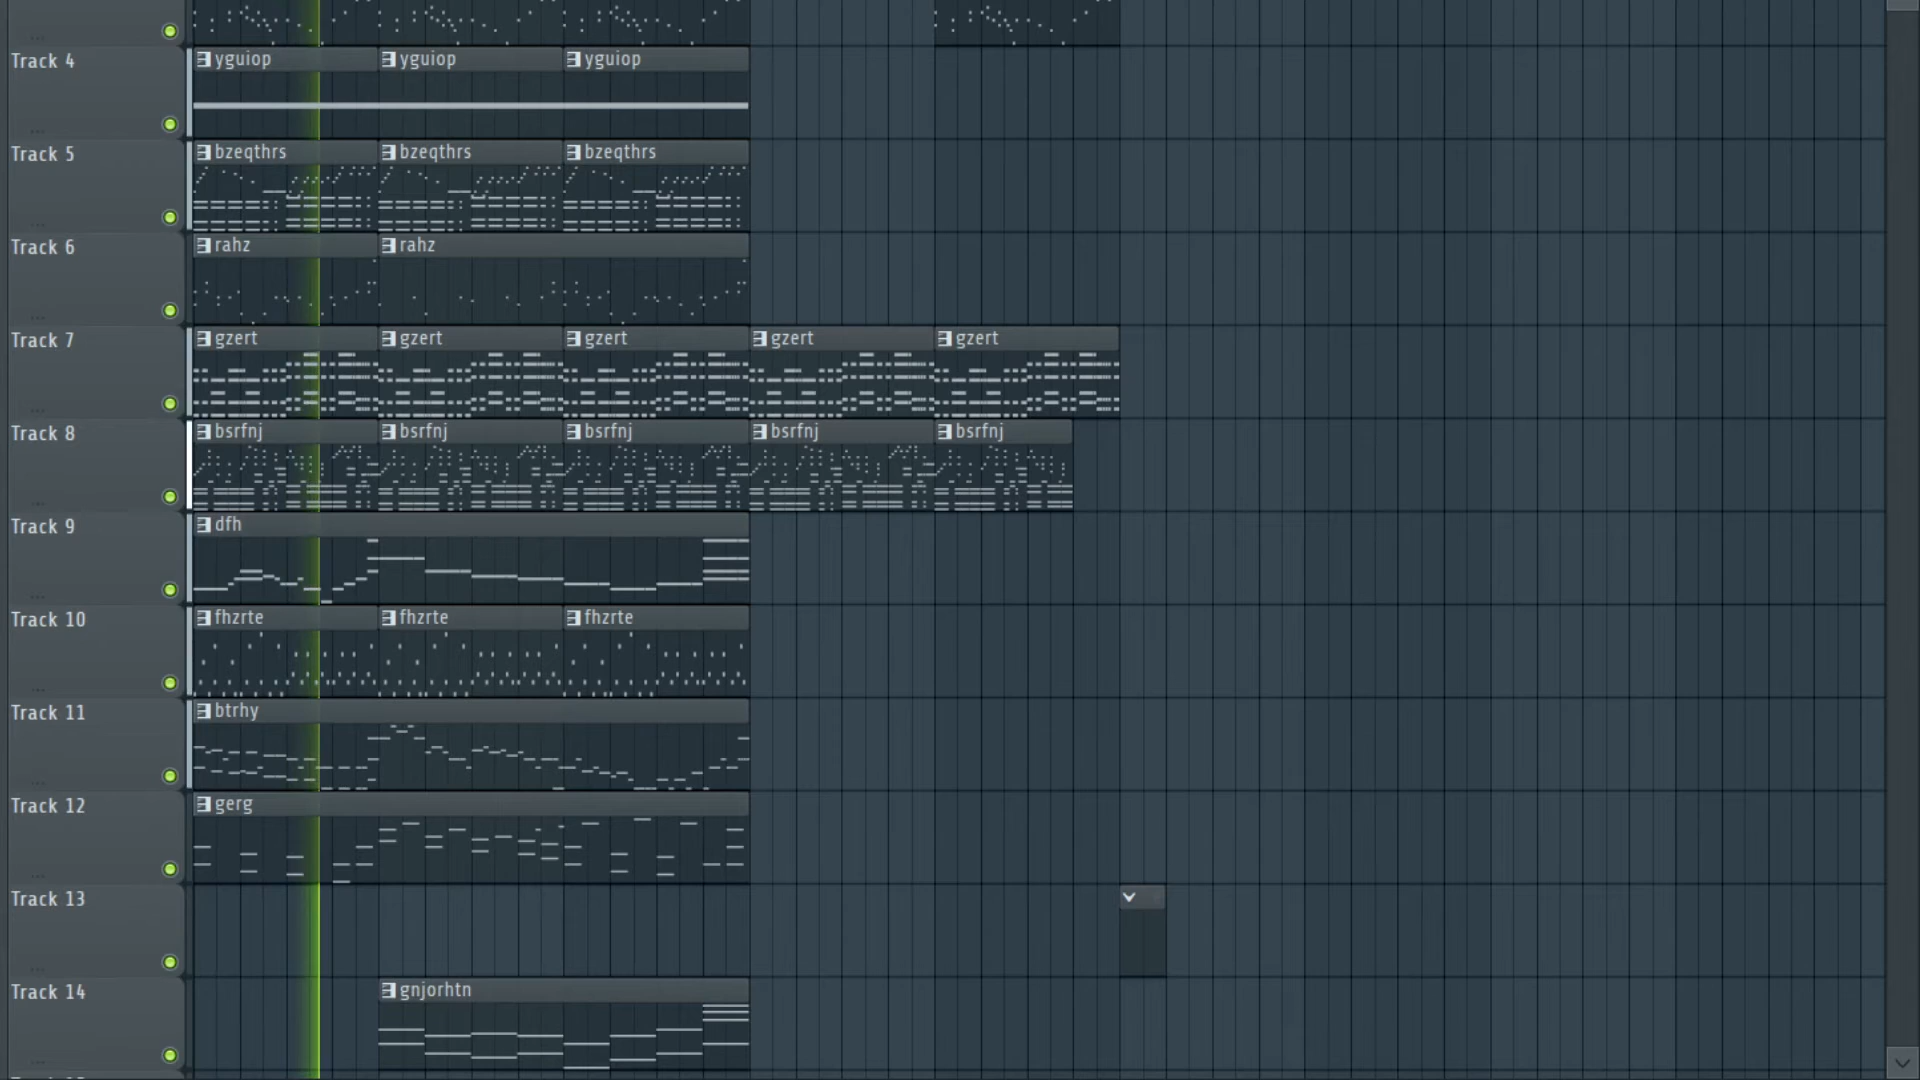 ...
Track 4
yguiop yguiop yguiop
...
Track 5
bzeqthrs bzeqthrs bzeqthrs
...
Track 6
rahz rahz
...
Track 7
gzert gzert gzert gzert gzert
...
Track 8
bsrfnj bsrfnj bsrfnj bsrfnj bsrfnj
...
Track 9
dfh
...
Track 10
fhzrte fhzrte fhzrte
...
Track 11
btrhy
...
Track 12
gerg
...
Track 13
...
Track 14
gnjorhtn
...